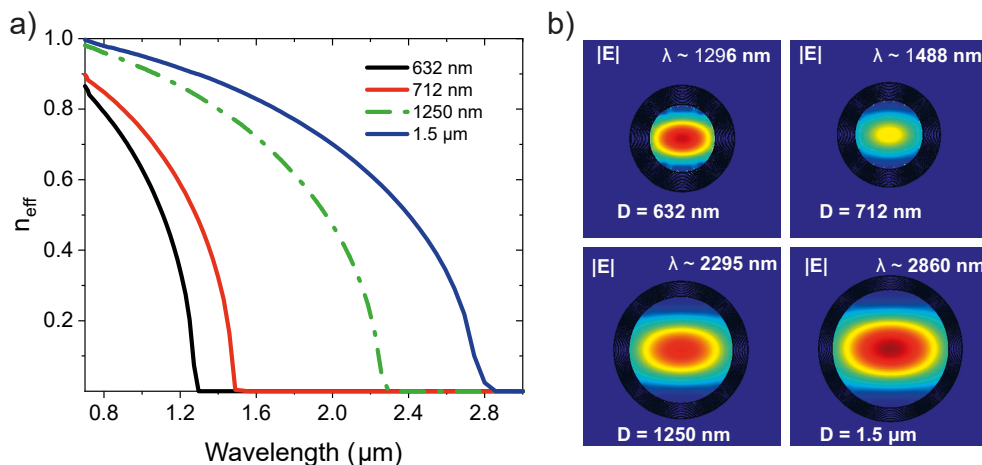 a)
n_eff
1.0
0.8
0.6
0.4
0.2
0.8 1.2 1.6 2.0 2.4 2.8
Wavelength (µm)
632 nm
712 nm
1250 nm
1.5 µm
b)
|E| λ ~ 1296 nm
D = 632 nm
|E| λ ~ 1488 nm
D = 712 nm
|E| λ ~ 2295 nm
D = 1250 nm
|E| λ ~ 2860 nm
D = 1.5 µm